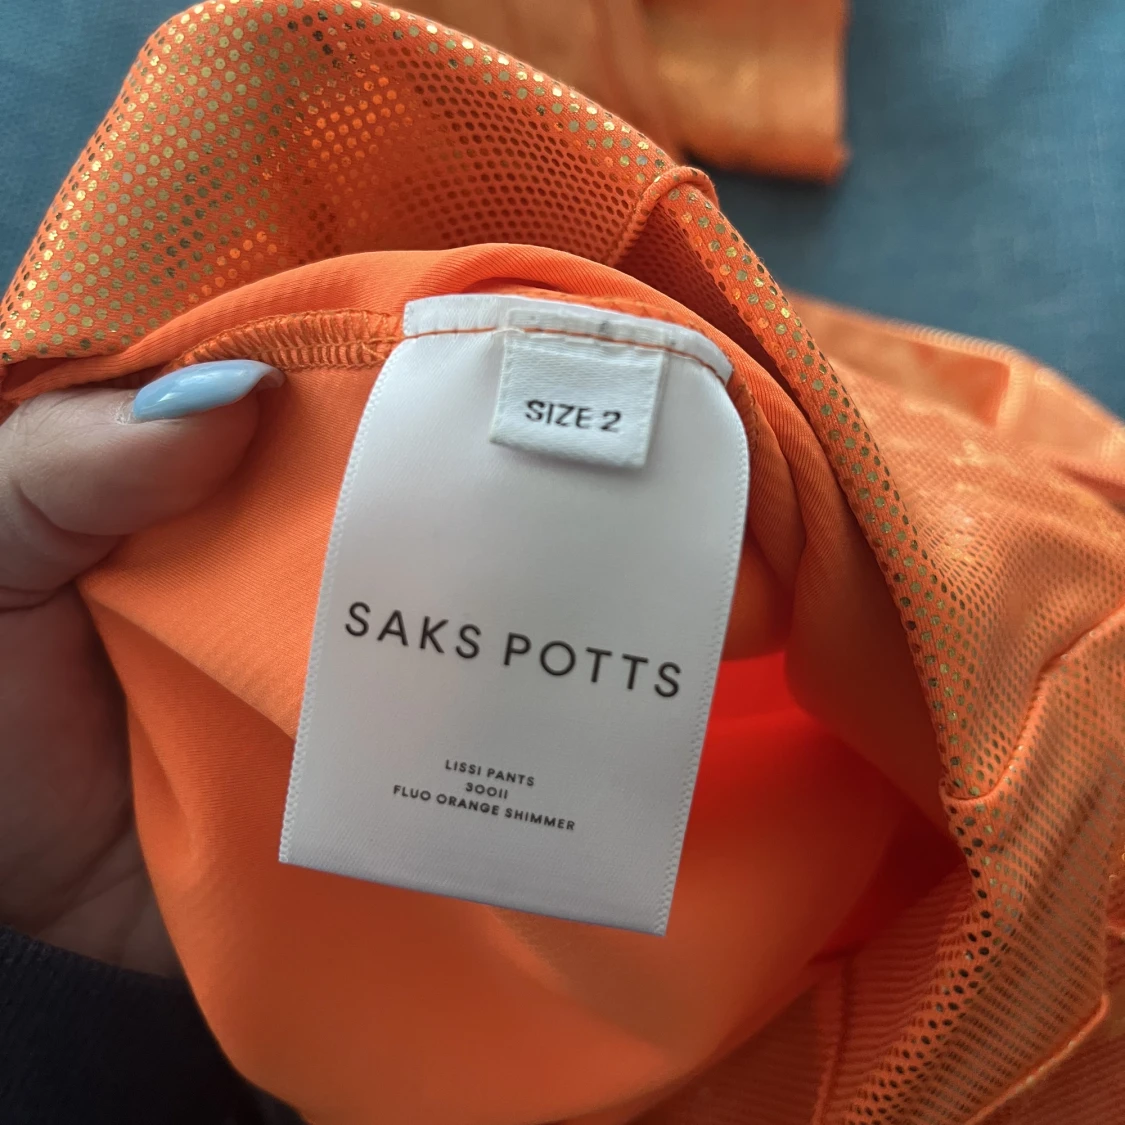 SIZE 2
SAKS POTTS
LISSI PANTS
30011
FLUO ORANGE SHIMMER